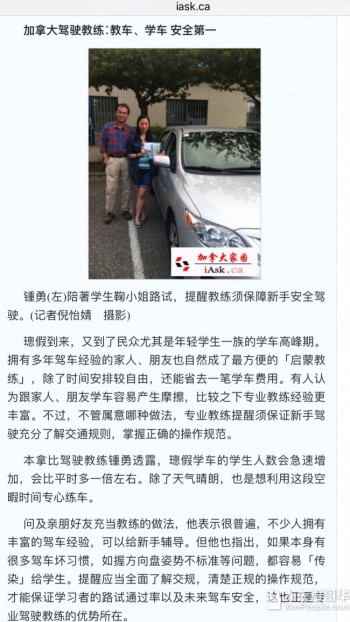 iask.ca
加拿大驾驶教练:教车、学车 安全第一
加拿大家园
iAsk.ca
锺勇(左)陪著学生鞠小姐路试，提醒教练须保障新手安全驾
驶。(记者倪怡婧　摄影)
璁假到来，又到了民众尤其是年轻学生一族的学车高峰期。
拥有多年驾车经验的家人、朋友也自然成了最方便的「启蒙教
练」，除了时间安排较自由，还能省去一笔学车费用。有人认
为跟家人、朋友学车容易产生摩擦，比较之下专业教练经验更
丰富。不过，不管属意哪种做法，专业教练提醒须保证新手驾
驶充分了解交通规则，掌握正确的操作规范。
本拿比驾驶教练锺勇透露，璁假学车的学生人数会急速增
加，会比平时多一倍左右。除了天气晴朗，也是想利用这段空
暇时间专心练车。
问及亲朋好友充当教练的做法，他表示很普遍，不少人拥有
丰富的驾车经验，可以给新手辅导。但他也指出，如果本身有
很多驾车坏习惯，如握方向盘姿势不标准等问题，都容易「传
染」给学生。提醒应当全面了解交规，清楚正规的操作规范，
才能保证学习者的路试通过率以及未来驾车安全，这也正是专
业驾驶教练的优势所在。
VanPeople.com